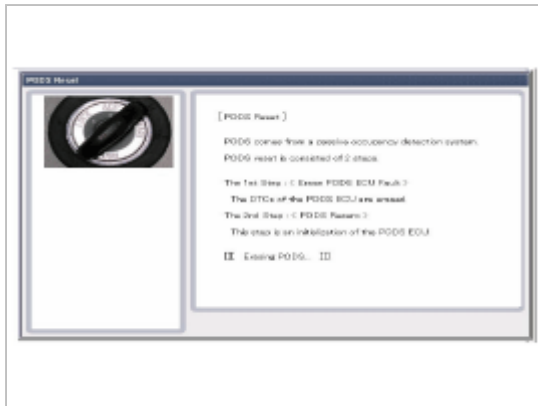 PODS Reset
[ PODS Reset ]
PODS comes from a passive occupancy detection system.
PODS reset is consisted of 2 steps.
The 1st Step : < Erase PODS ECU Fault >
The DTCs of the PODS ECU are erased
The 2nd Step : < PODS Rezero >
This step is an initialization of the PODS ECU
Erasing PODS...